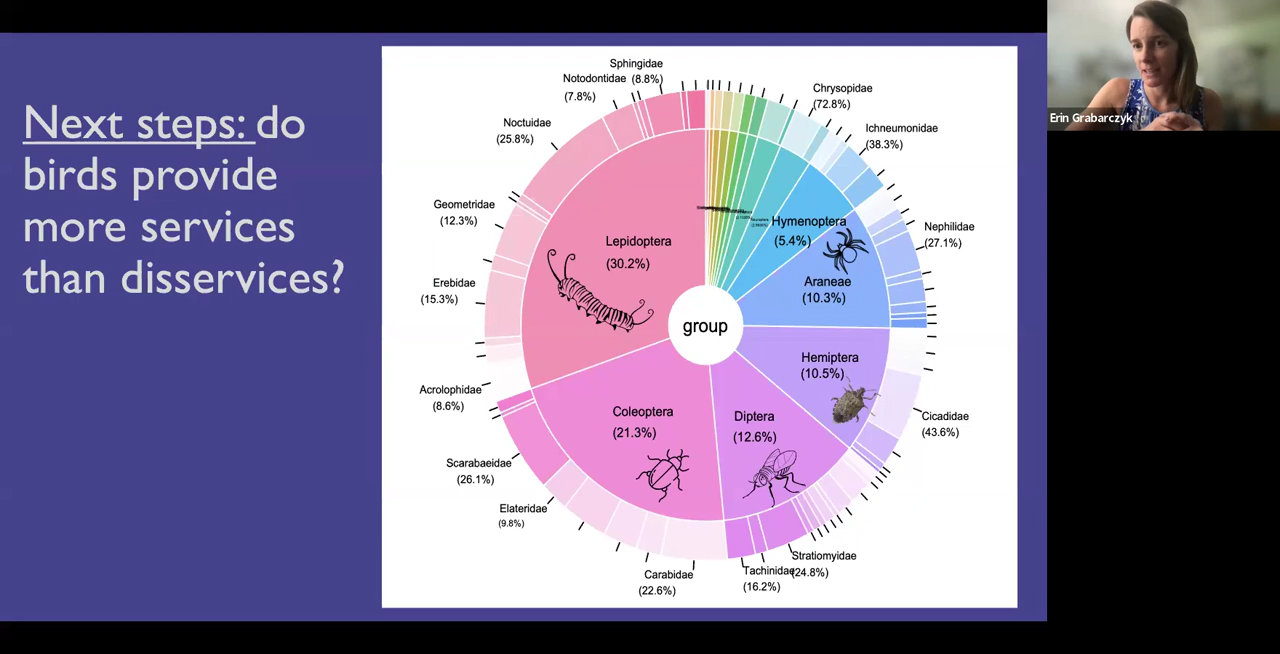 Next steps: do
birds provide
more services
than disservices?
Sphingidae
(8.8%)
Notodontidae
(7.8%)
Noctuidae
(25.8%)
Geometridae
(12.3%)
Erebidae
(15.3%)
Acrolophidae
(8.6%)
Scarabaeidae
(26.1%)
Elateridae
(9.8%)
Carabidae
(22.6%)
Tachinidae
(16.2%)
Stratiomyidae
(24.8%)
Cicadidae
(43.6%)
Nephilidae
(27.1%)
Ichneumonidae
(38.3%)
Chrysopidae
(72.8%)
Lepidoptera
(30.2%)
Hymenoptera
(5.4%)
Araneae
(10.3%)
group
Hemiptera
(10.5%)
Coleoptera
(21.3%)
Diptera
(12.6%)
Erin Grabarczyk